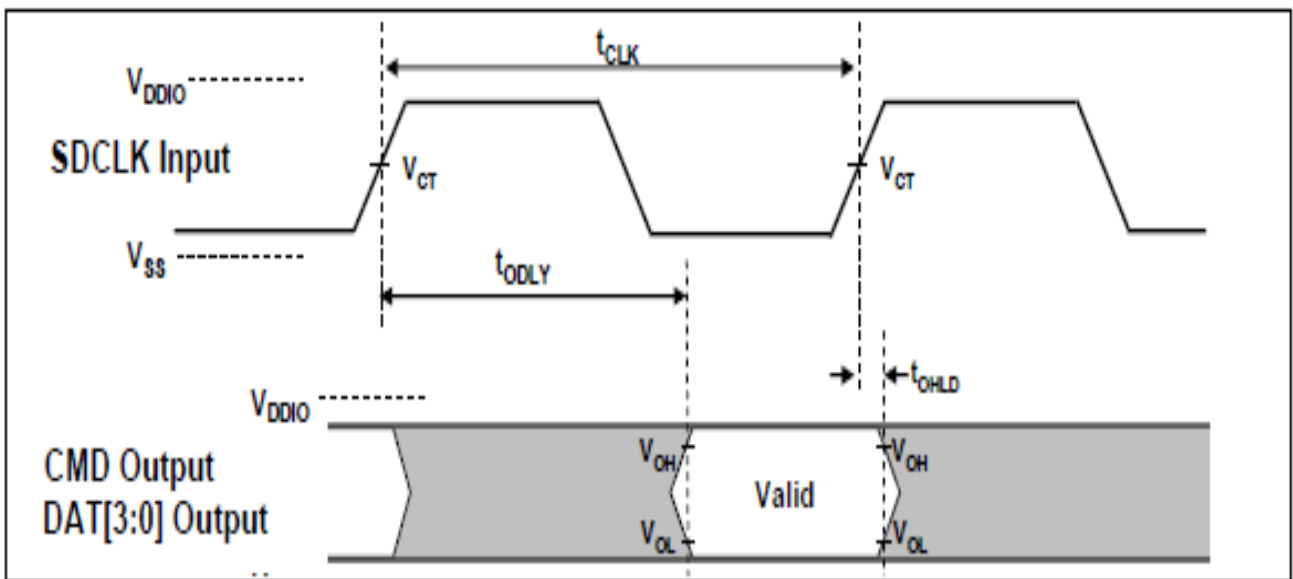 tCLK
VDDIO
SDCLK Input
VCT
VCT
VSS
tODLY
tOHLD
VDDIO
CMD Output
DAT[3:0] Output
VOH
VOH
Valid
VOL
VOL